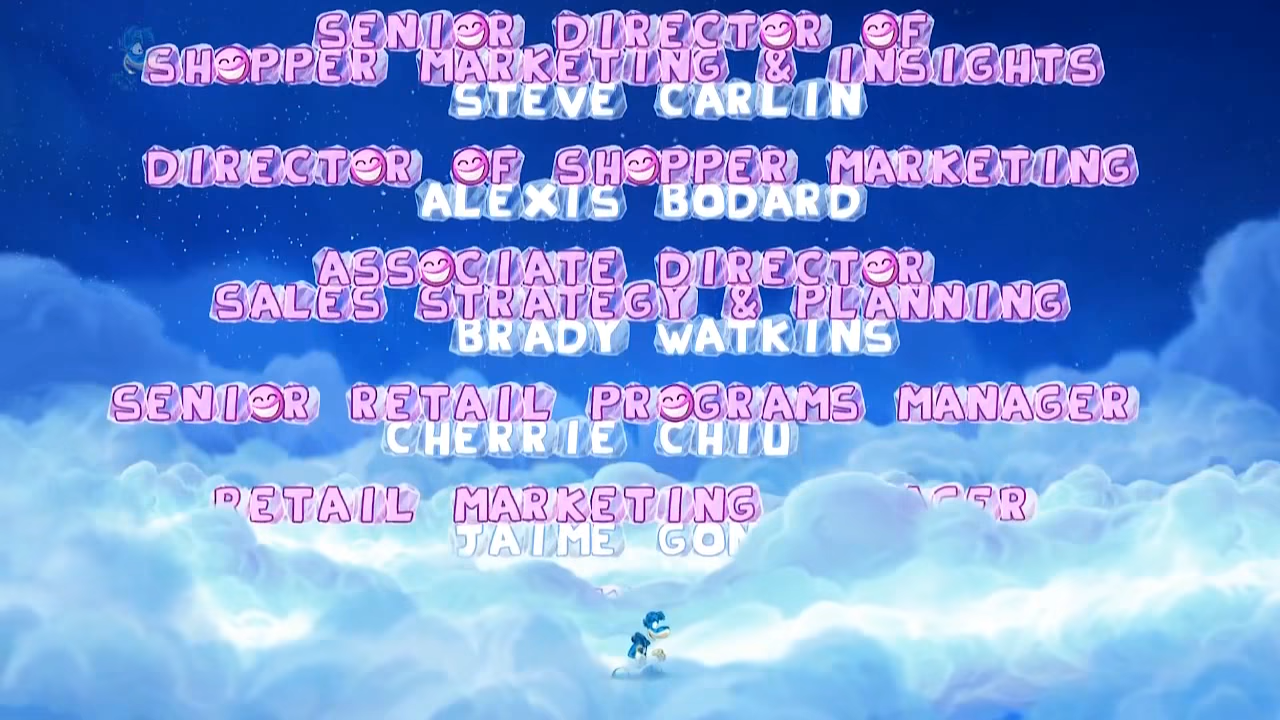 SENIOR DIRECTOR OF
SHOPPER MARKETING & INSIGHTS
STEVE CARLIN
DIRECTOR OF SHOPPER MARKETING
ALEXIS BODARD
ASSOCIATE DIRECTOR
SALES STRATEGY & PLANNING
BRADY WATKINS
SENIOR RETAIL PROGRAMS MANAGER
CHERRIE CHIU
RETAIL MARKETING
JAIME